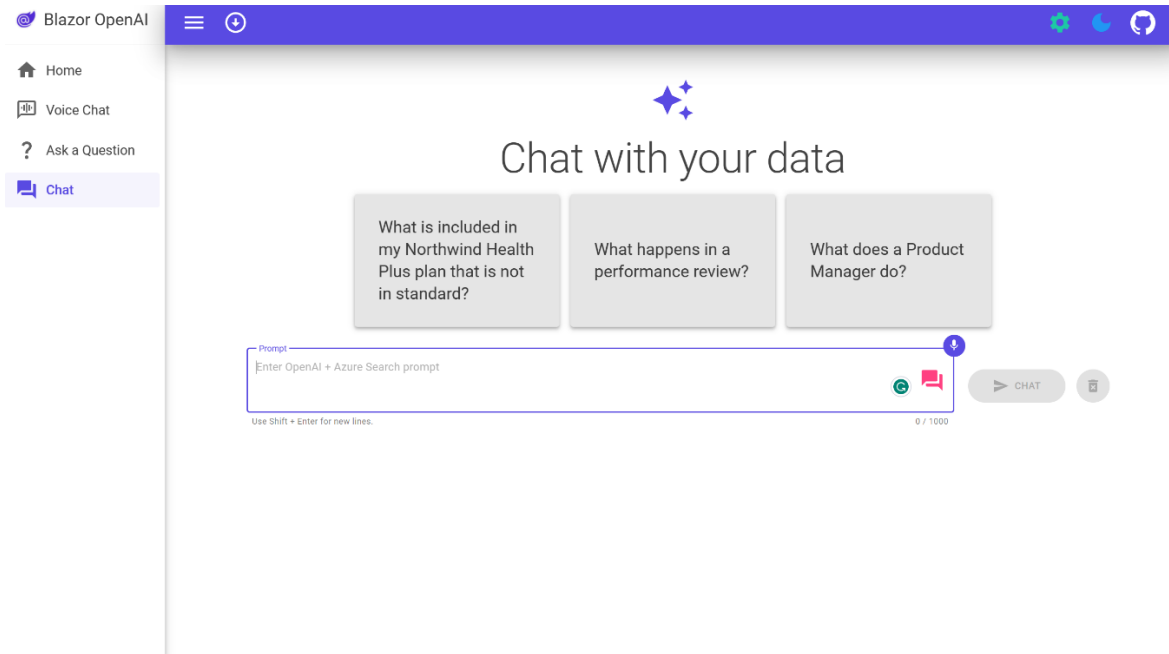 Blazor OpenAI
Home
Voice Chat
Ask a Question
Chat
Chat with your data
What is included in
my Northwind Health
Plus plan that is not
in standard?
What happens in a
performance review?
What does a Product
Manager do?
Prompt
Enter OpenAI + Azure Search prompt
CHAT
Use Shift + Enter for new lines.
0 / 1000